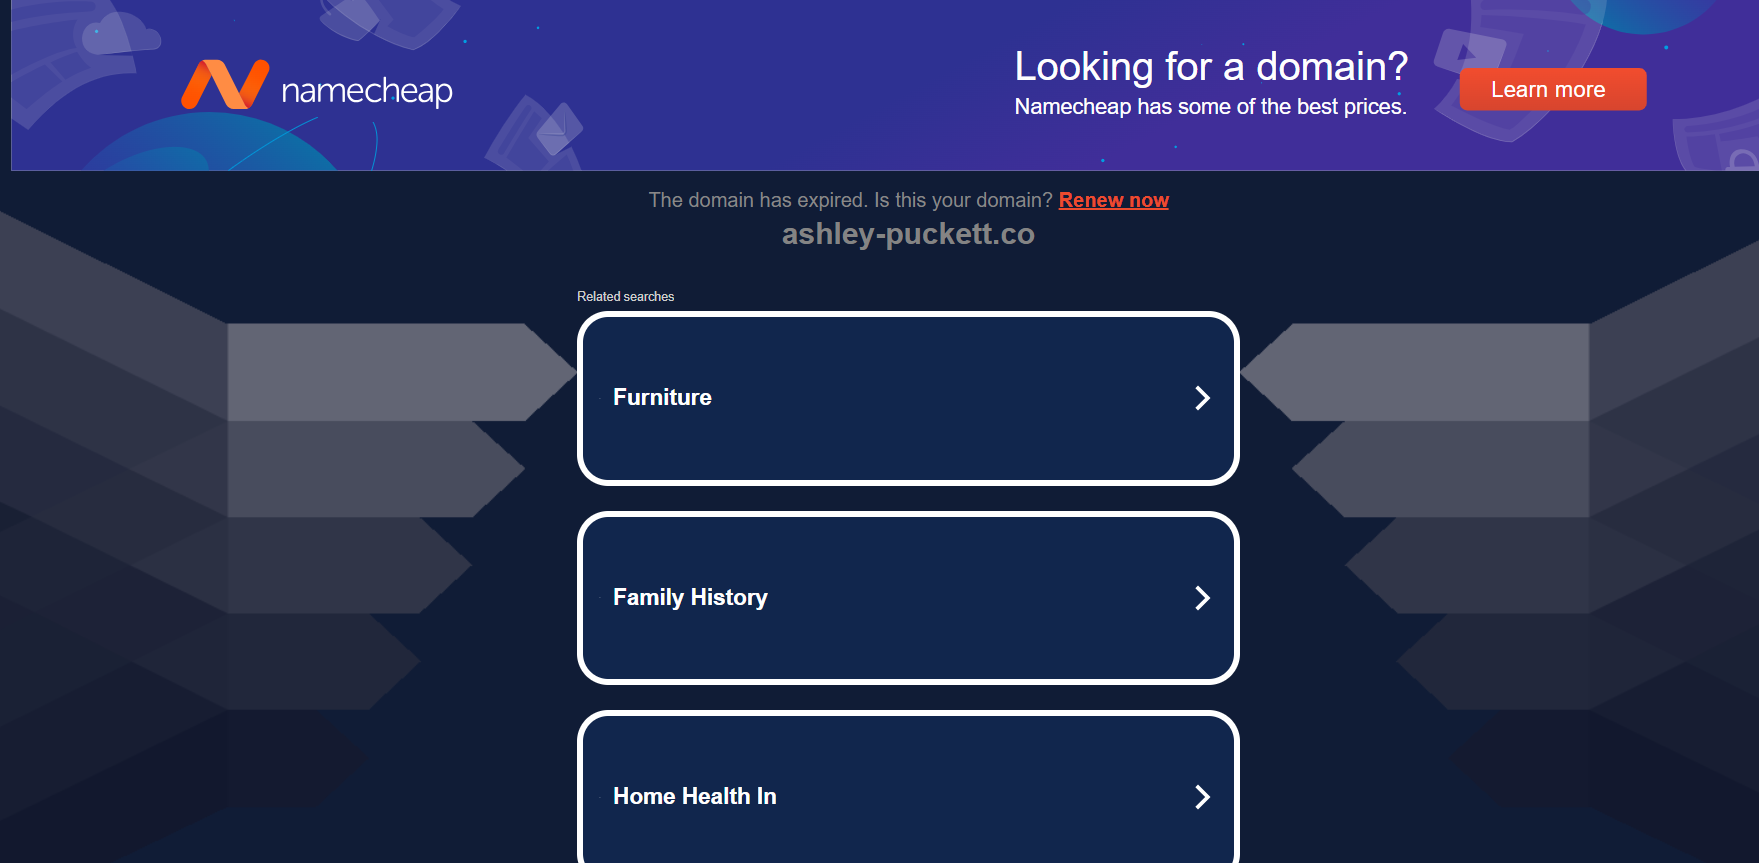 namecheap
Looking for a domain?
Namecheap has some of the best prices.
Learn more
The domain has expired. Is this your domain? Renew now
ashley-puckett.co
Related searches
Furniture
Family History
Home Health In